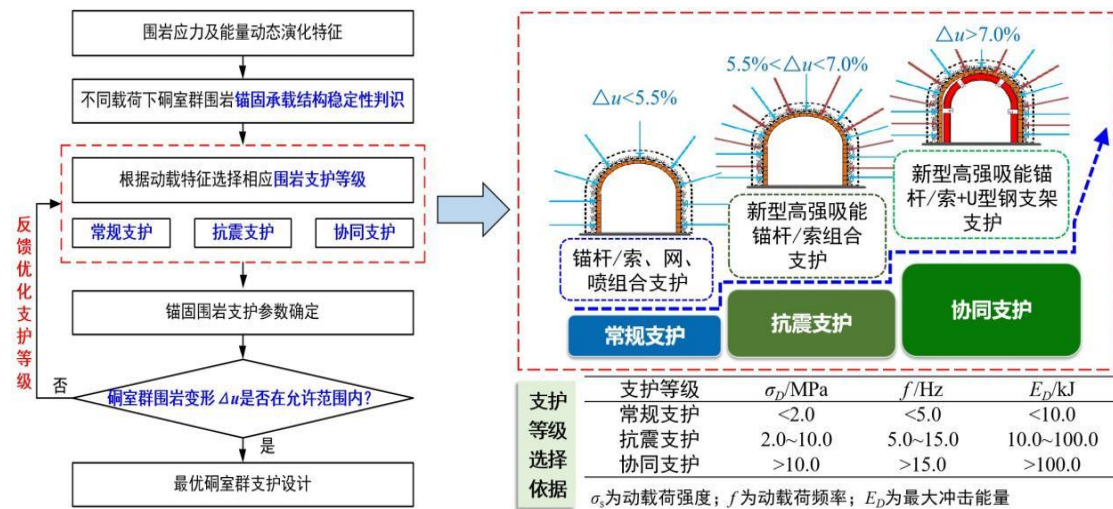 围岩应力及能量动态演化特征
不同载荷下硐室群围岩锚固承载结构稳定性判识
根据动载特征选择相应围岩支护等级
常规支护
抗震支护
协同支护
反馈优化支护等级
锚固围岩支护参数确定
否
硐室群围岩变形Δu是否在允许范围内?
是
最优硐室群支护设计
△u<5.5%
5.5%<△u<7.0%
△u>7.0%
锚杆/索、网、
喷组合支护
新型高强吸能
锚杆/索组合
支护
新型高强吸能锚
杆/索+U型钢支架
支护
常规支护
抗震支护
协同支护
支护
等级
选择
依据
支护等级 σD/MPa f/Hz ED/kJ
常规支护 <2.0 <5.0 <10.0
抗震支护 2.0~10.0 5.0~15.0 10.0~100.0
协同支护 >10.0 >15.0 >100.0
σs为动载荷强度；f为动载荷频率；ED为最大冲击能量